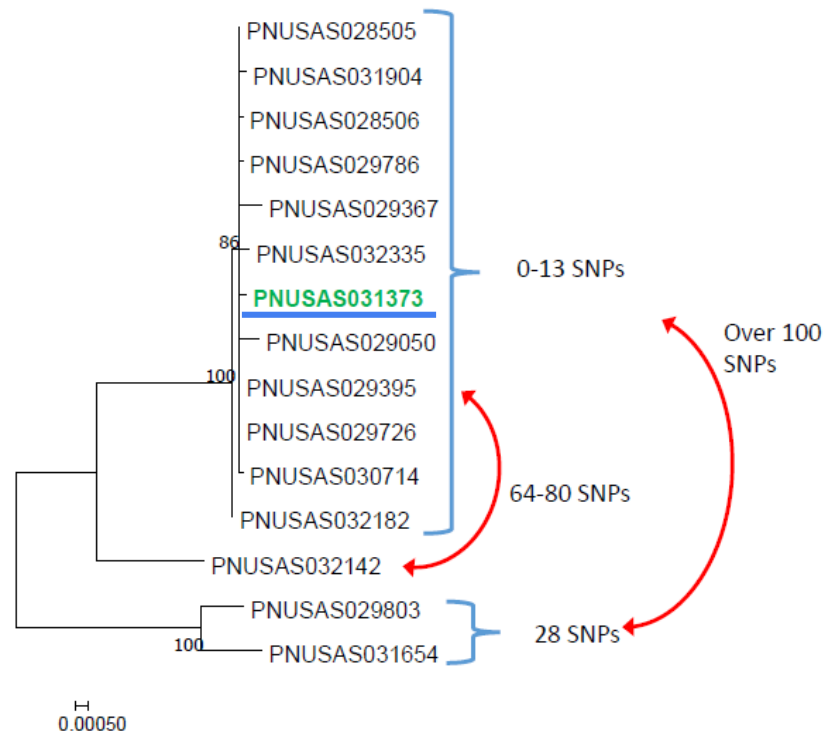 PNUSAS028505
PNUSAS031904
PNUSAS028506
PNUSAS029786
PNUSAS029367
86
PNUSAS032335
0-13 SNPs
PNUSAS031373
Over 100
SNPs
PNUSAS029050
100
PNUSAS029395
PNUSAS029726
PNUSAS030714
64-80 SNPs
PNUSAS032182
PNUSAS032142
PNUSAS029803
28 SNPs
100
PNUSAS031654
0.00050